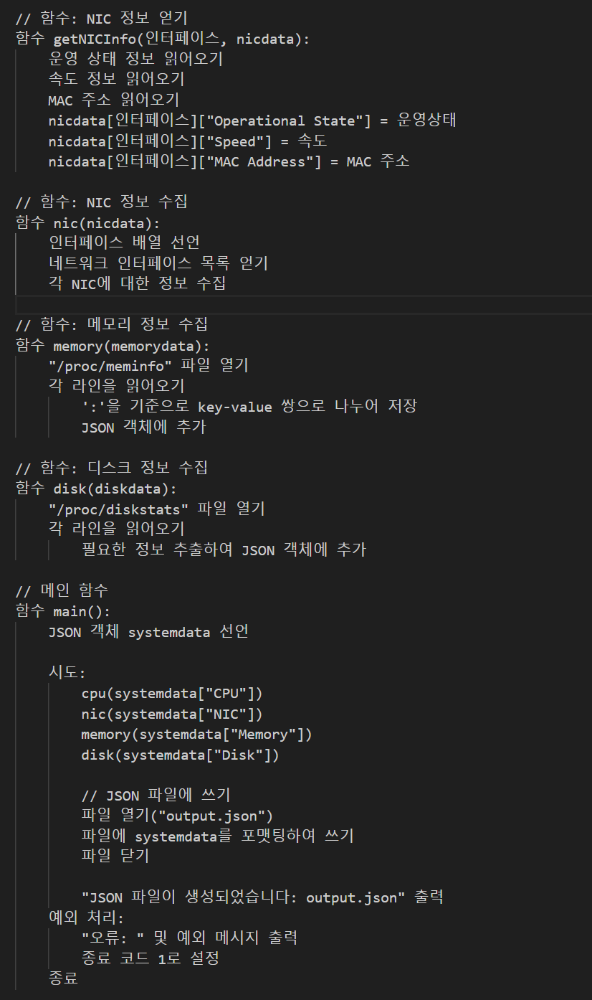 // 함수: NIC 정보 얻기
함수 getNICInfo(인터페이스, nicdata):
    운영 상태 정보 읽어오기
    속도 정보 읽어오기
    MAC 주소 읽어오기
    nicdata[인터페이스]["Operational State"] = 운영상태
    nicdata[인터페이스]["Speed"] = 속도
    nicdata[인터페이스]["MAC Address"] = MAC 주소

// 함수: NIC 정보 수집
함수 nic(nicdata):
    인터페이스 배열 선언
    네트워크 인터페이스 목록 얻기
    각 NIC에 대한 정보 수집

// 함수: 메모리 정보 수집
함수 memory(memorydata):
    "/proc/meminfo" 파일 열기
    각 라인을 읽어오기
        ':'을 기준으로 key-value 쌍으로 나누어 저장
        JSON 객체에 추가

// 함수: 디스크 정보 수집
함수 disk(diskdata):
    "/proc/diskstats" 파일 열기
    각 라인을 읽어오기
        필요한 정보 추출하여 JSON 객체에 추가

// 메인 함수
함수 main():
    JSON 객체 systemdata 선언

    시도:
        cpu(systemdata["CPU"])
        nic(systemdata["NIC"])
        memory(systemdata["Memory"])
        disk(systemdata["Disk"])

        // JSON 파일에 쓰기
        파일 열기("output.json")
        파일에 systemdata를 포맷팅하여 쓰기
        파일 닫기

        "JSON 파일이 생성되었습니다: output.json" 출력
    예외 처리:
        "오류: " 및 예외 메시지 출력
        종료 코드 1로 설정
    종료